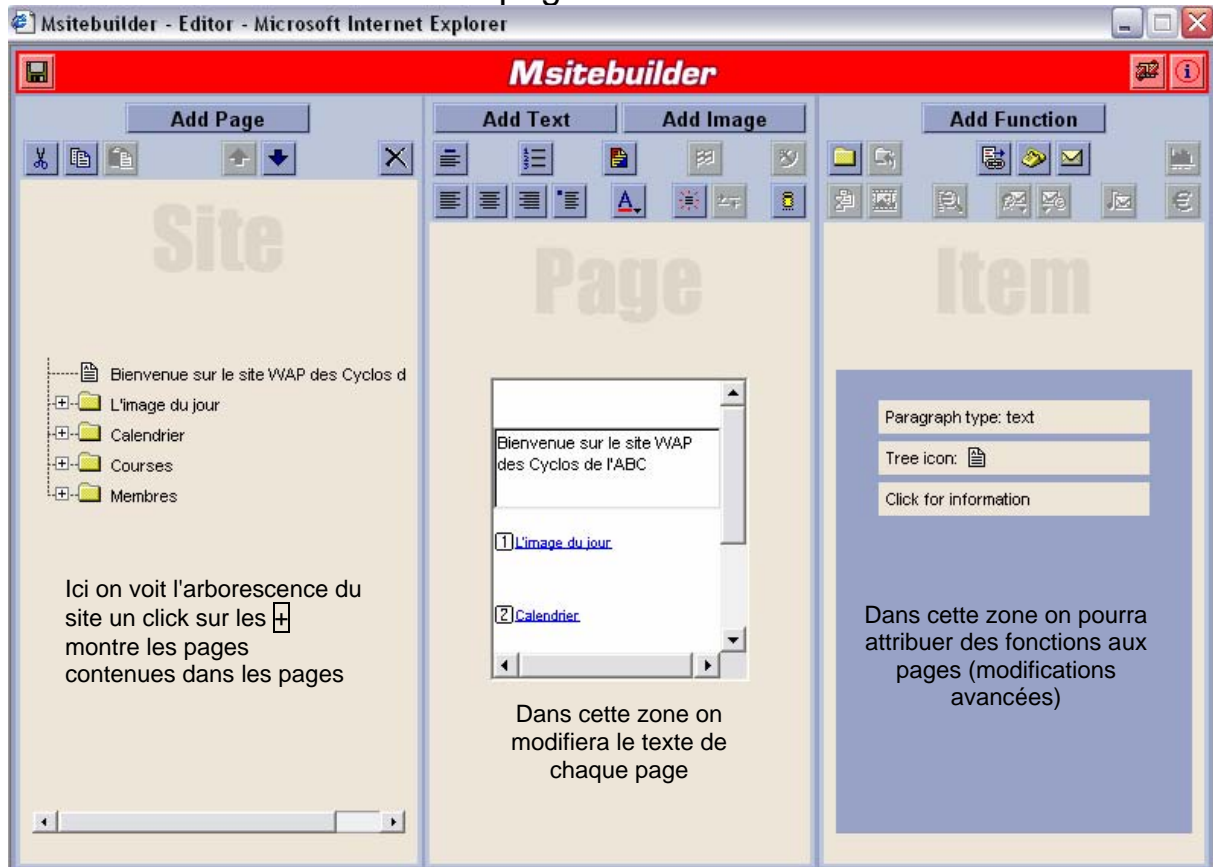 Msitebuilder - Editor - Microsoft Internet Explorer
Msitebuilder
Add Page
Add Text
Add Image
Add Function
Site
Page
Item
Bienvenue sur le site WAP des Cyclos d
L'image du jour
Calendrier
Courses
Membres
Ici on voit l'arborescence du
site un click sur les +
montre les pages
contenues dans les pages
Bienvenue sur le site WAP
des Cyclos de l'ABC
1 L'image du jour
2 Calendrier
Dans cette zone on
modifiera le texte de
chaque page
Paragraph type: text
Tree icon:
Click for information
Dans cette zone on pourra
attribuer des fonctions aux
pages (modifications
avancées)